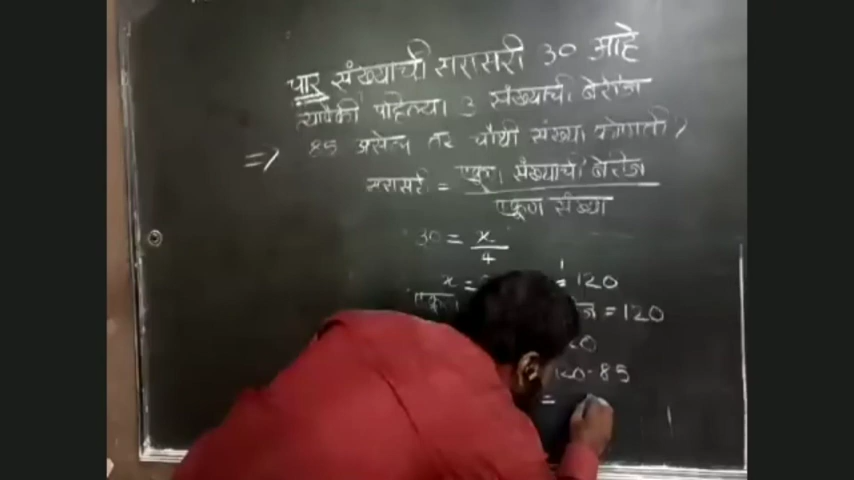 चार संख्याची सरासरी 30 आहे
त्यापैकी पहिल्या 3 संख्याची बेरीज
85 असेल तर चौथी संख्या कोणती?
=> सरासरी = एकूण संख्याची बेरीज / एकूण संख्या
30 = x / 4
x = = 120
एकूण = 120
120-85
=